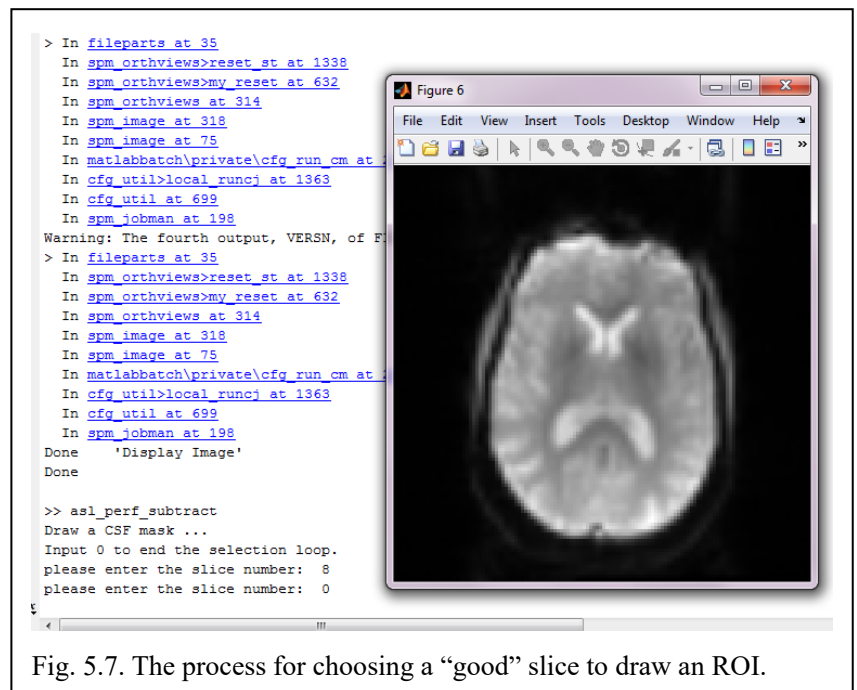 > In fileparts at 35
In spm_orthviews>reset_st at 1338
In spm_orthviews>my_reset at 632
In spm_orthviews at 314
In spm_image at 318
In spm_image at 75
In matlabbatch\private\cfg_run_cm at
In cfg_util>local_runcj at 1363
In cfg_util at 699
In spm_jobman at 198
Warning: The fourth output, VERSN, of
> In fileparts at 35
In spm_orthviews>reset_st at 1338
In spm_orthviews>my_reset at 632
In spm_orthviews at 314
In spm_image at 318
In spm_image at 75
In matlabbatch\private\cfg_run_cm at
In cfg_util>local_runcj at 1363
In cfg_util at 699
In spm_jobman at 198
Done 'Display Image'
Done
>> asl_perf_subtract
Draw a CSF mask ...
Input 0 to end the selection loop.
please enter the slice number: 8
please enter the slice number: 0
Figure 6
File Edit View Insert Tools Desktop Window Help
Fig. 5.7. The process for choosing a “good” slice to draw an ROI.